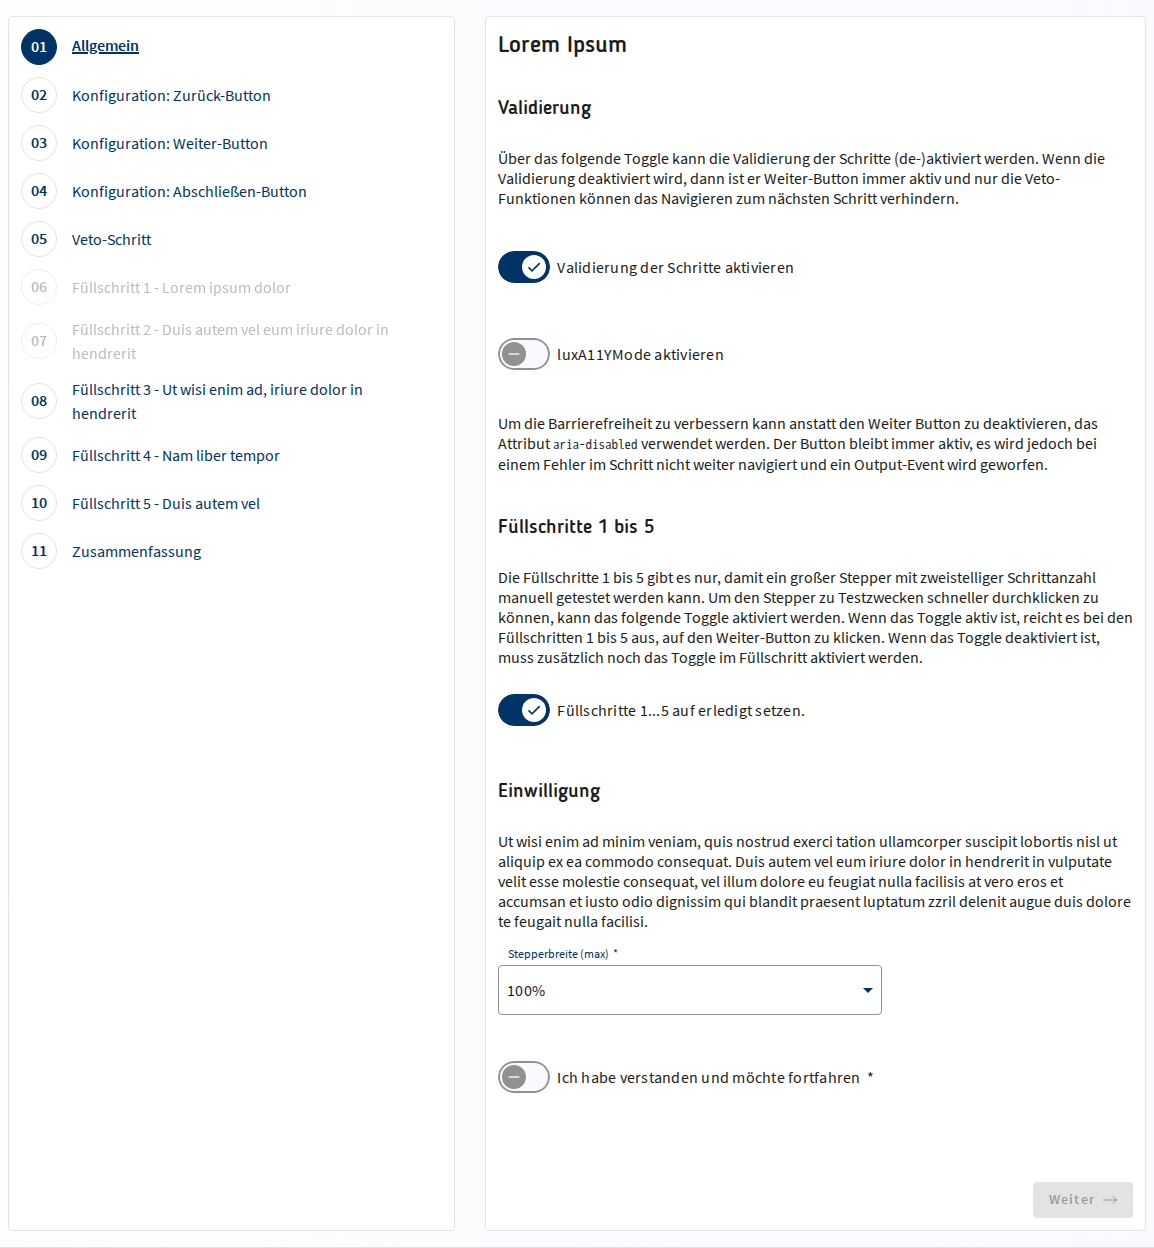 01 Allgemein
02 Konfiguration: Zurück-Button
03 Konfiguration: Weiter-Button
04 Konfiguration: Abschließen-Button
05 Veto-Schritt
06 Füllschritt 1 - Lorem ipsum dolor
07 Füllschritt 2 - Duis autem vel eum iriure dolor in
hendrerit
08 Füllschritt 3 - Ut wisi enim ad, iriure dolor in
hendrerit
09 Füllschritt 4 - Nam liber tempor
10 Füllschritt 5 - Duis autem vel
11 Zusammenfassung
Lorem Ipsum
Validierung
Über das folgende Toggle kann die Validierung der Schritte (de-)aktiviert werden. Wenn die
Validierung deaktiviert wird, dann ist er Weiter-Button immer aktiv und nur die Veto-
Funktionen können das Navigieren zum nächsten Schritt verhindern.
Validierung der Schritte aktivieren
luxA11YMode aktivieren
Um die Barrierefreiheit zu verbessern kann anstatt den Weiter Button zu deaktivieren, das
Attribut aria-disabled verwendet werden. Der Button bleibt immer aktiv, es wird jedoch bei
einem Fehler im Schritt nicht weiter navigiert und ein Output-Event wird geworfen.
Füllschritte 1 bis 5
Die Füllschritte 1 bis 5 gibt es nur, damit ein großer Stepper mit zweistelliger Schrittanzahl
manuell getestet werden kann. Um den Stepper zu Testzwecken schneller durchklicken zu
können, kann das folgende Toggle aktiviert werden. Wenn das Toggle aktiv ist, reicht es bei den
Füllschritten 1 bis 5 aus, auf den Weiter-Button zu klicken. Wenn das Toggle deaktiviert ist,
muss zusätzlich noch das Toggle im Füllschritt aktiviert werden.
Füllschritte 1...5 auf erledigt setzen.
Einwilligung
Ut wisi enim ad minim veniam, quis nostrud exerci tation ullamcorper suscipit lobortis nisl ut
aliquip ex ea commodo consequat. Duis autem vel eum iriure dolor in hendrerit in vulputate
velit esse molestie consequat, vel illum dolore eu feugiat nulla facilisis at vero eros et
accumsan et iusto odio dignissim qui blandit praesent luptatum zzril delenit augue duis dolore
te feugait nulla facilisi.
Stepperbreite (max) *
100%
Ich habe verstanden und möchte fortfahren *
Weiter